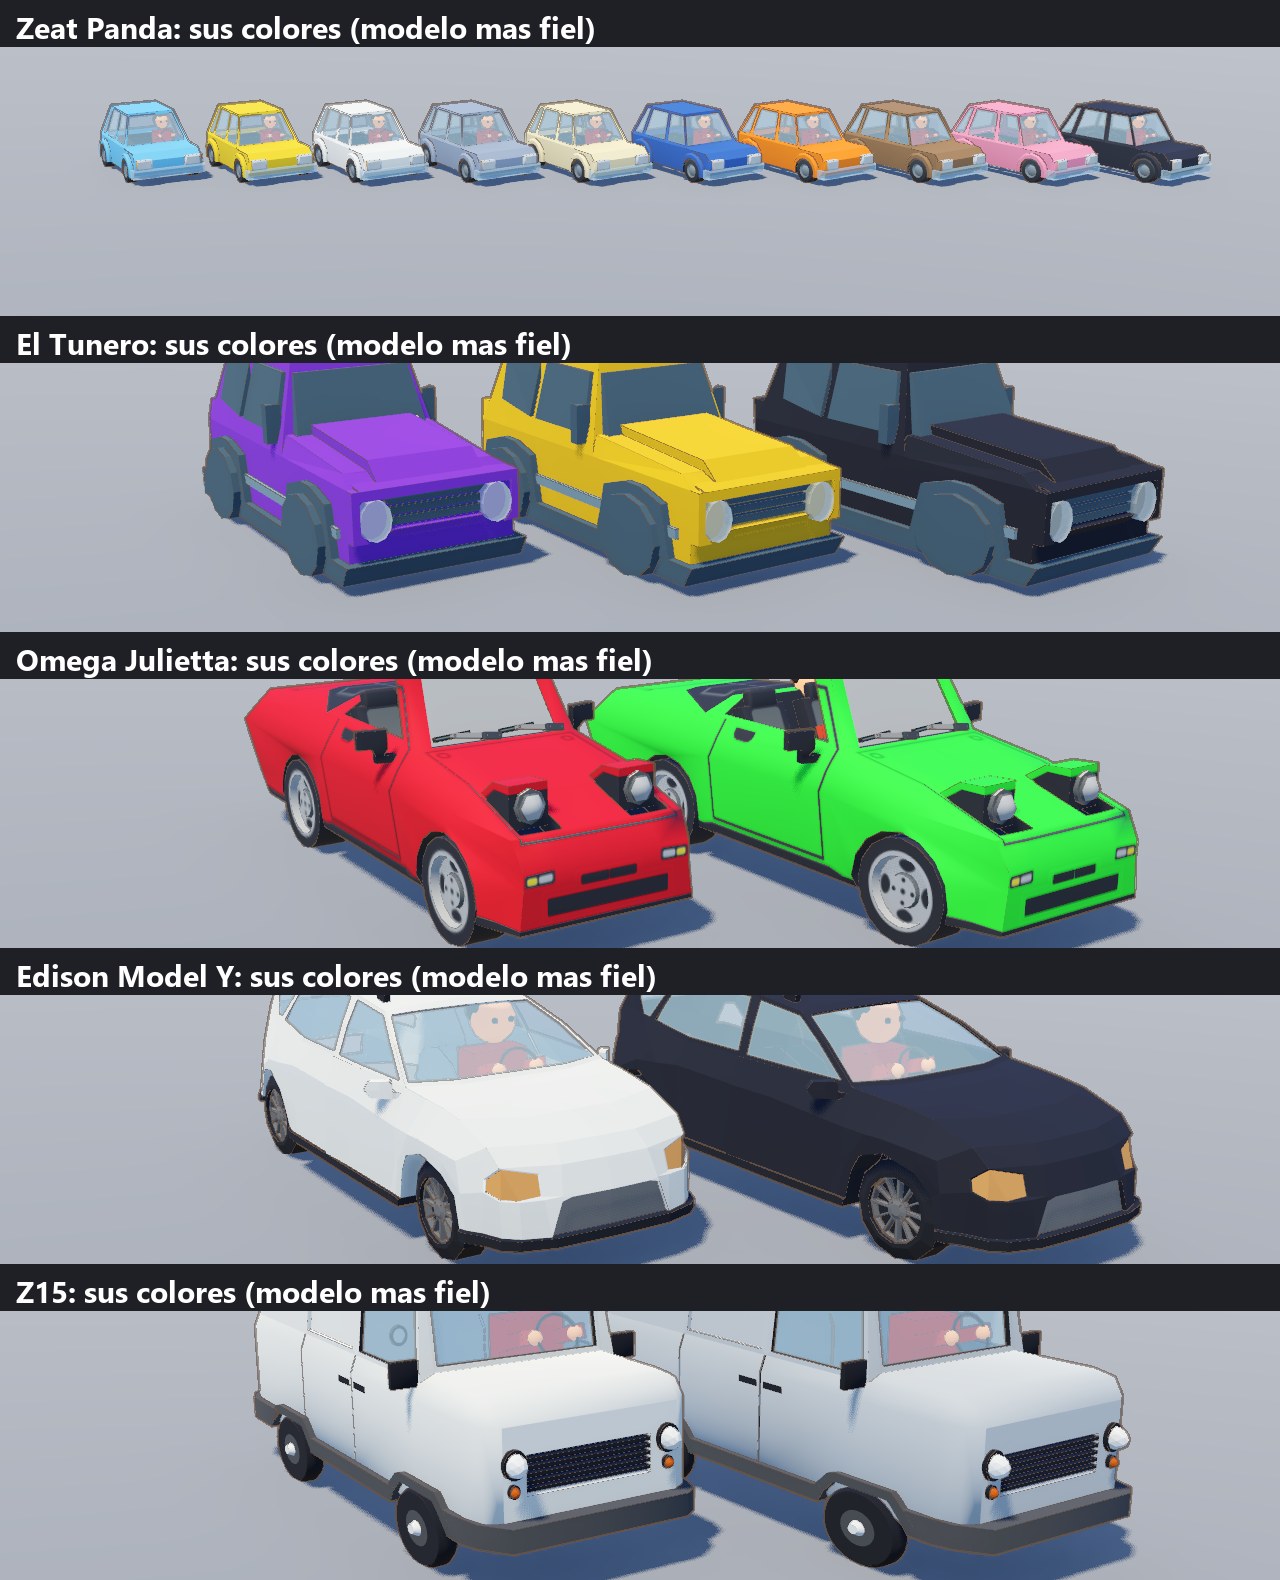 Zeat Panda: sus colores (modelo mas fiel)
El Tunero: sus colores (modelo mas fiel)
Omega Julietta: sus colores (modelo mas fiel)
Edison Model Y: sus colores (modelo mas fiel)
Z15: sus colores (modelo mas fiel)